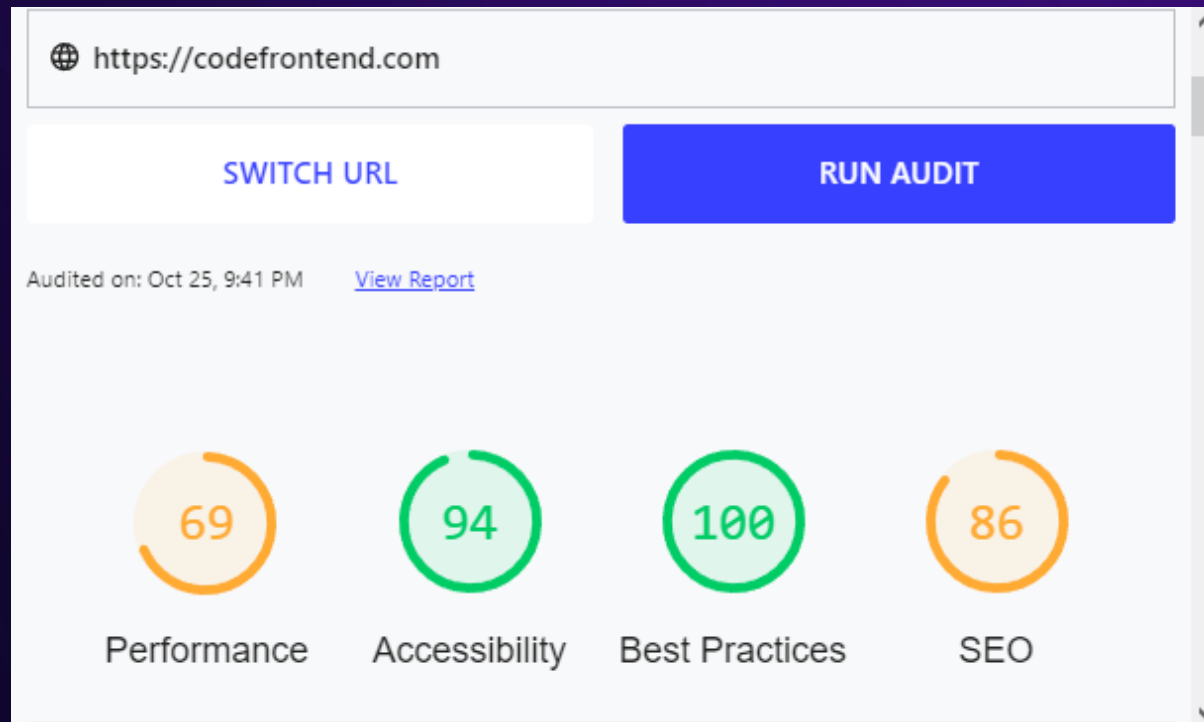 https://codefrontend.com
SWITCH URL
RUN AUDIT
Audited on: Oct 25, 9:41 PM
View Report
69
94
100
86
Performance
Accessibility
Best Practices
SEO